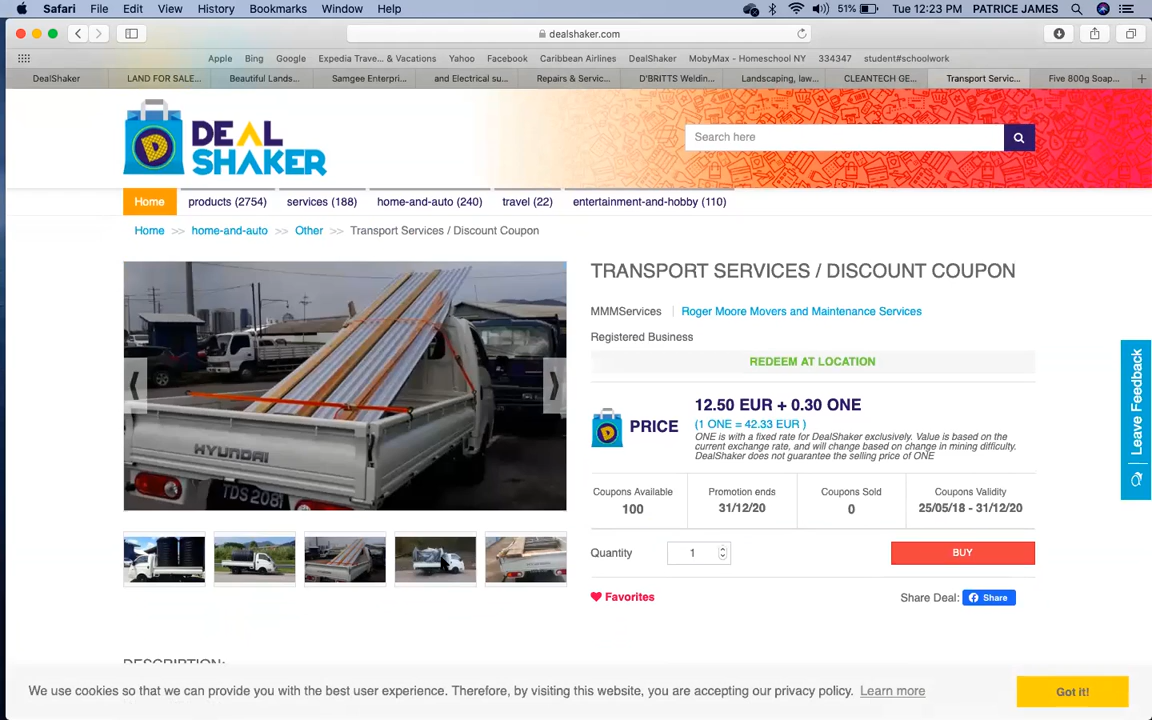 Safari File Edit View History Bookmarks Window Help 51% Tue 12:23 PM PATRICE JAMES
dealshaker.com
Apple Bing Google Expedia Trave... & Vacations Yahoo Facebook Caribbean Airlines DealShaker MobyMax - Homeschool NY 334347 student#schoolwork
DealShaker LAND FOR SALE... Beautiful Lands... Samgee Enterpri... and Electrical su... Repairs & Servic... D'BRITTS Weldin... Landscaping, law... CLEANTECH GE... Transport Servic... Five 800g Soap...
DEAL
SHAKER
Search here
Home products (2754) services (188) home-and-auto (240) travel (22) entertainment-and-hobby (110)
Home >> home-and-auto >> Other >> Transport Services / Discount Coupon
TRANSPORT SERVICES / DISCOUNT COUPON
MMMServices Roger Moore Movers and Maintenance Services
Registered Business
REDEEM AT LOCATION
PRICE
12.50 EUR + 0.30 ONE
(1 ONE = 42.33 EUR )
ONE is with a fixed rate for DealShaker exclusively. Value is based on the
current exchange rate, and will change based on change in mining difficulty.
DealShaker does not guarantee the selling price of ONE
Coupons Available Promotion ends Coupons Sold Coupons Validity
100 31/12/20 0 25/05/18 - 31/12/20
Quantity 1 BUY
Favorites Share Deal: Share
HYUNDAI
TDS 2081
Leave Feedback
DESCRIPTION:
We use cookies so that we can provide you with the best user experience. Therefore, by visiting this website, you are accepting our privacy policy. Learn more Got it!